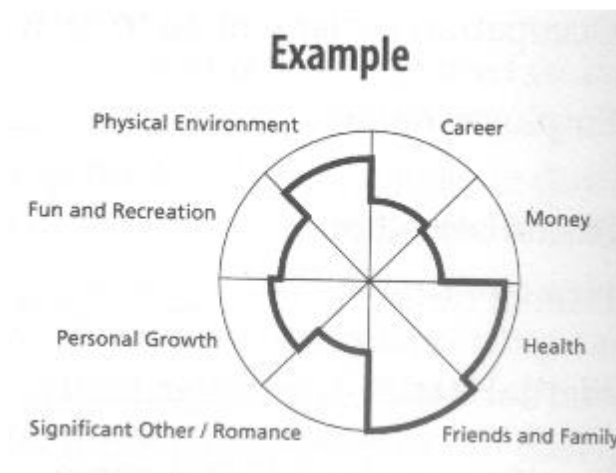 Example
Physical Environment
Career
Fun and Recreation
Money
Personal Growth
Health
Significant Other / Romance
Friends and Family